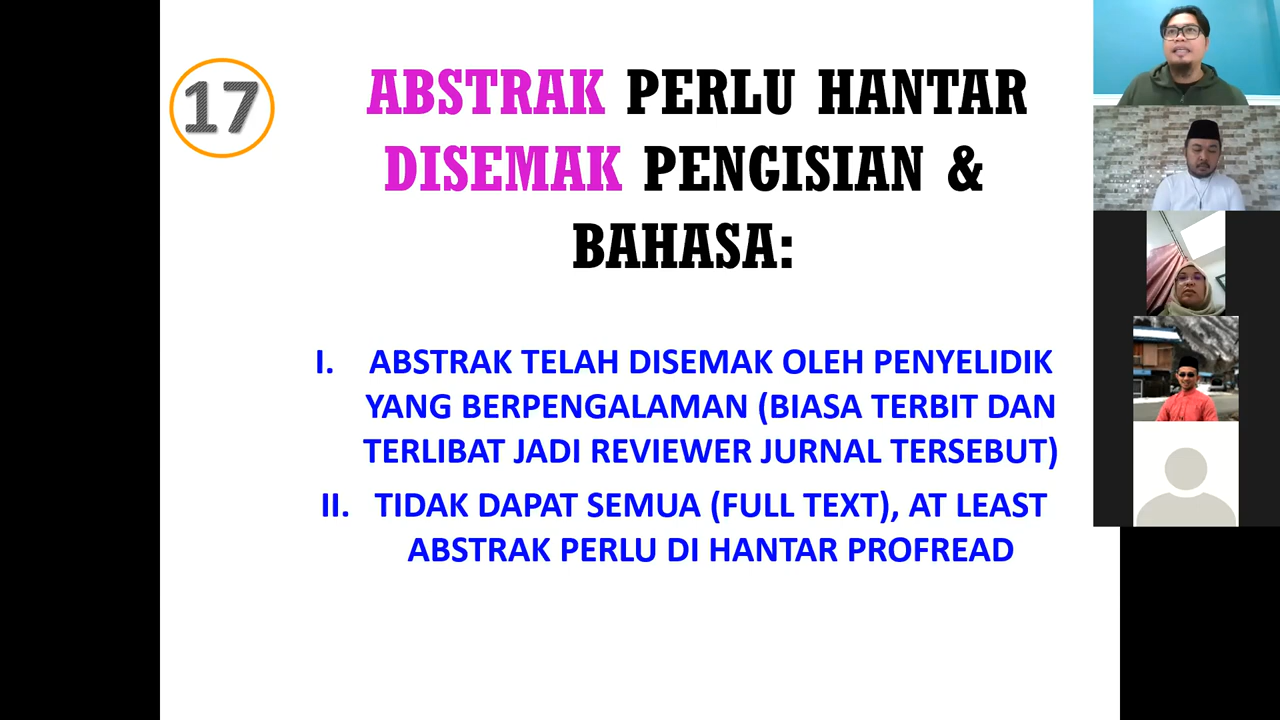 17
ABSTRAK PERLU HANTAR
DISEMAK PENGISIAN &
BAHASA:
I. ABSTRAK TELAH DISEMAK OLEH PENYELIDIK
YANG BERPENGALAMAN (BIASA TERBIT DAN
TERLIBAT JADI REVIEWER JURNAL TERSEBUT)
II. TIDAK DAPAT SEMUA (FULL TEXT), AT LEAST
ABSTRAK PERLU DI HANTAR PROFREAD